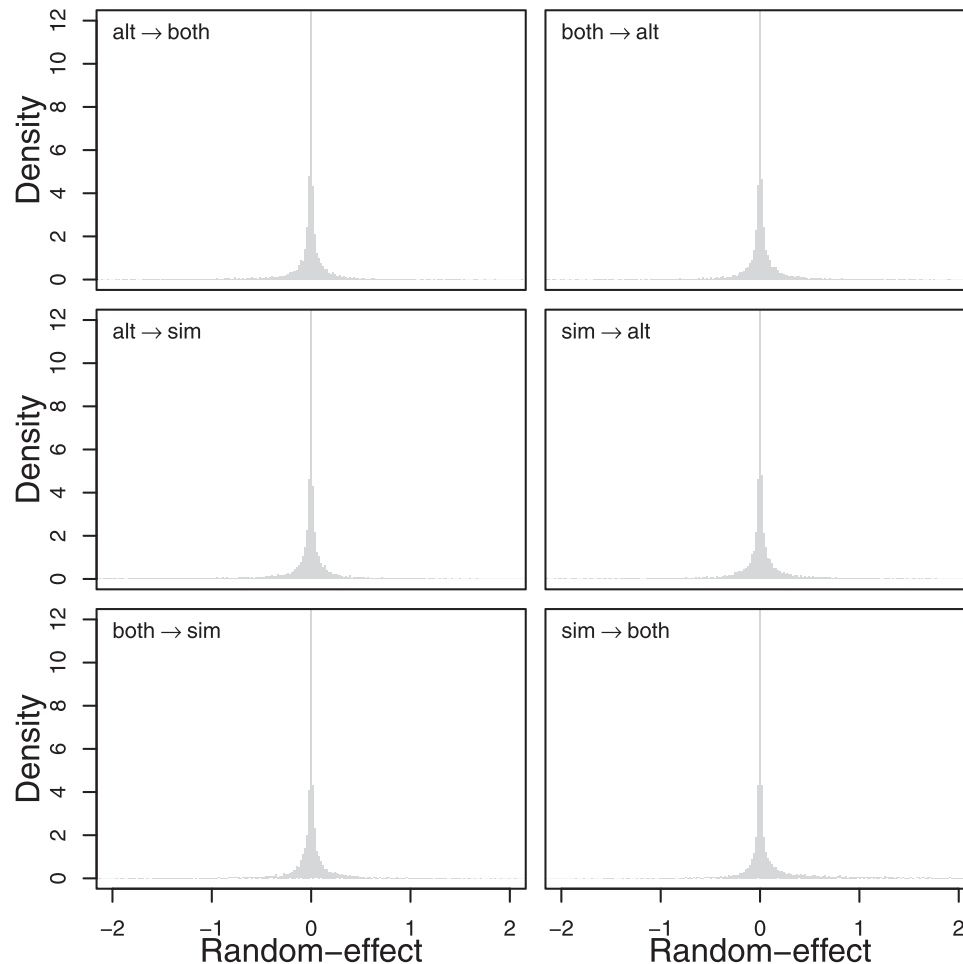 alt → both
both → alt
Density
0 2 4 6 8 10 12
alt → sim
sim → alt
Density
0 2 4 6 8 10 12
both → sim
sim → both
Density
0 2 4 6 8 10 12
−2 −1 0 1 2
−2 −1 0 1 2
Random−effect
Random−effect